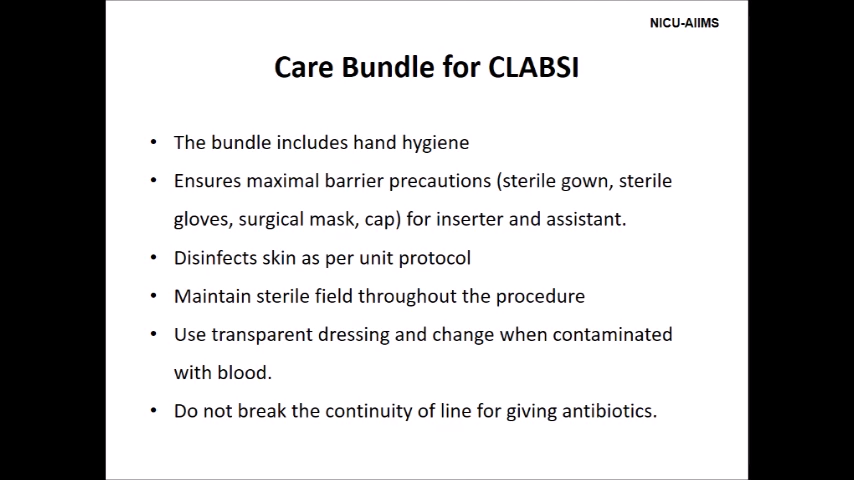 NICU-AIIMS
Care Bundle for CLABSI
• The bundle includes hand hygiene
• Ensures maximal barrier precautions (sterile gown, sterile
gloves, surgical mask, cap) for inserter and assistant.
• Disinfects skin as per unit protocol
• Maintain sterile field throughout the procedure
• Use transparent dressing and change when contaminated
with blood.
• Do not break the continuity of line for giving antibiotics.